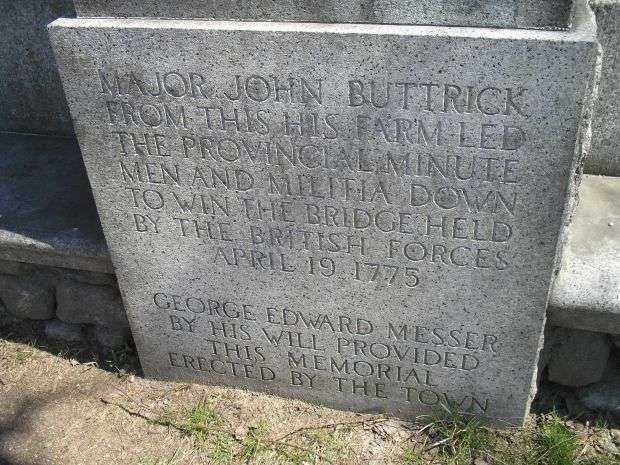 MAJOR JOHN BUTTRICK
FROM THIS HIS FARM LED
THE PROVINCIAL MINUTE
MEN AND MILITIA DOWN
TO WIN THE BRIDGE HELD
BY THE BRITISH FORCES
APRIL 19 1775
GEORGE EDWARD MESSER
BY HIS WILL PROVIDED
THIS MEMORIAL
ERECTED BY THE TOWN